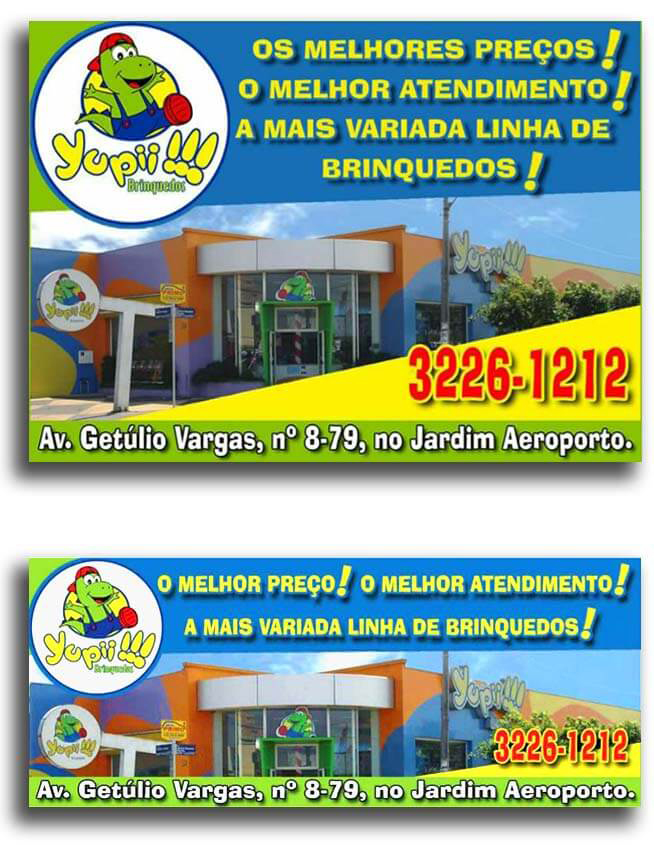 OS MELHORES PREÇOS!
O MELHOR ATENDIMENTO!
A MAIS VARIADA LINHA DE
BRINQUEDOS!
Yupii!!!
Brinquedos
Yupii!!!
Yupii!!!
3226-1212
Av. Getúlio Vargas, nº 8-79, no Jardim Aeroporto.
O MELHOR PREÇO! O MELHOR ATENDIMENTO!
A MAIS VARIADA LINHA DE BRINQUEDOS!
Yupii!!!
Brinquedos
Yupii!!!
Yupii!!!
3226-1212
Av. Getúlio Vargas, nº 8-79, no Jardim Aeroporto.